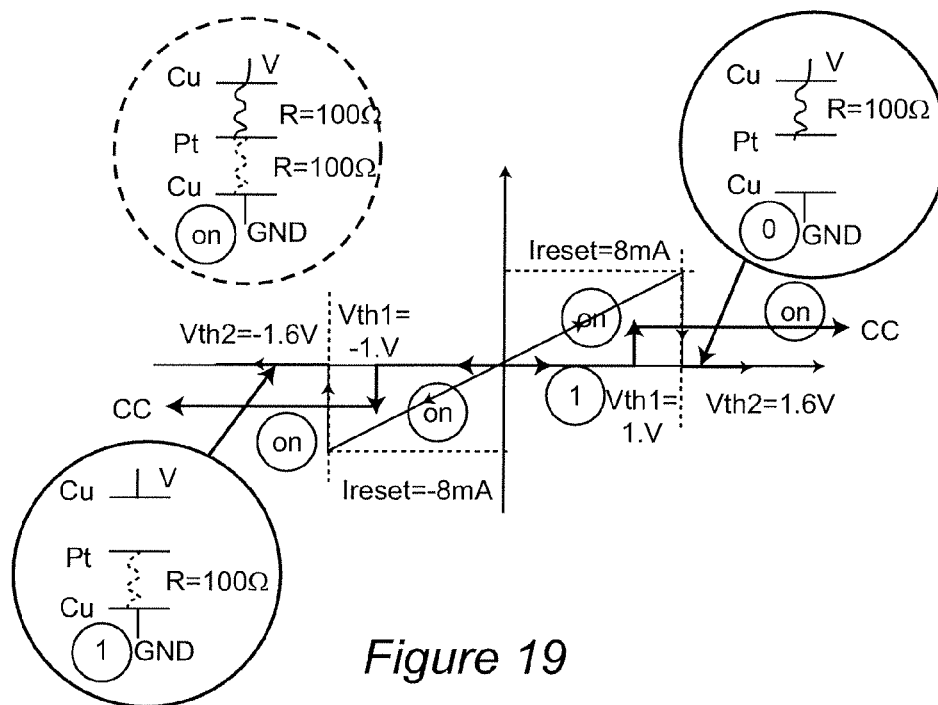 Cu
V
R=100Ω
Pt
R=100Ω
Cu
on
GND
Cu
V
R=100Ω
Pt
Cu
0
GND
Ireset=8mA
Vth2=-1.6V
Vth1=
-1.V
on
on
CC
CC
on
on
1
Vth1=
1.V
Vth2=1.6V
Ireset=-8mA
Cu
V
Pt
R=100Ω
Cu
1
GND
Figure 19